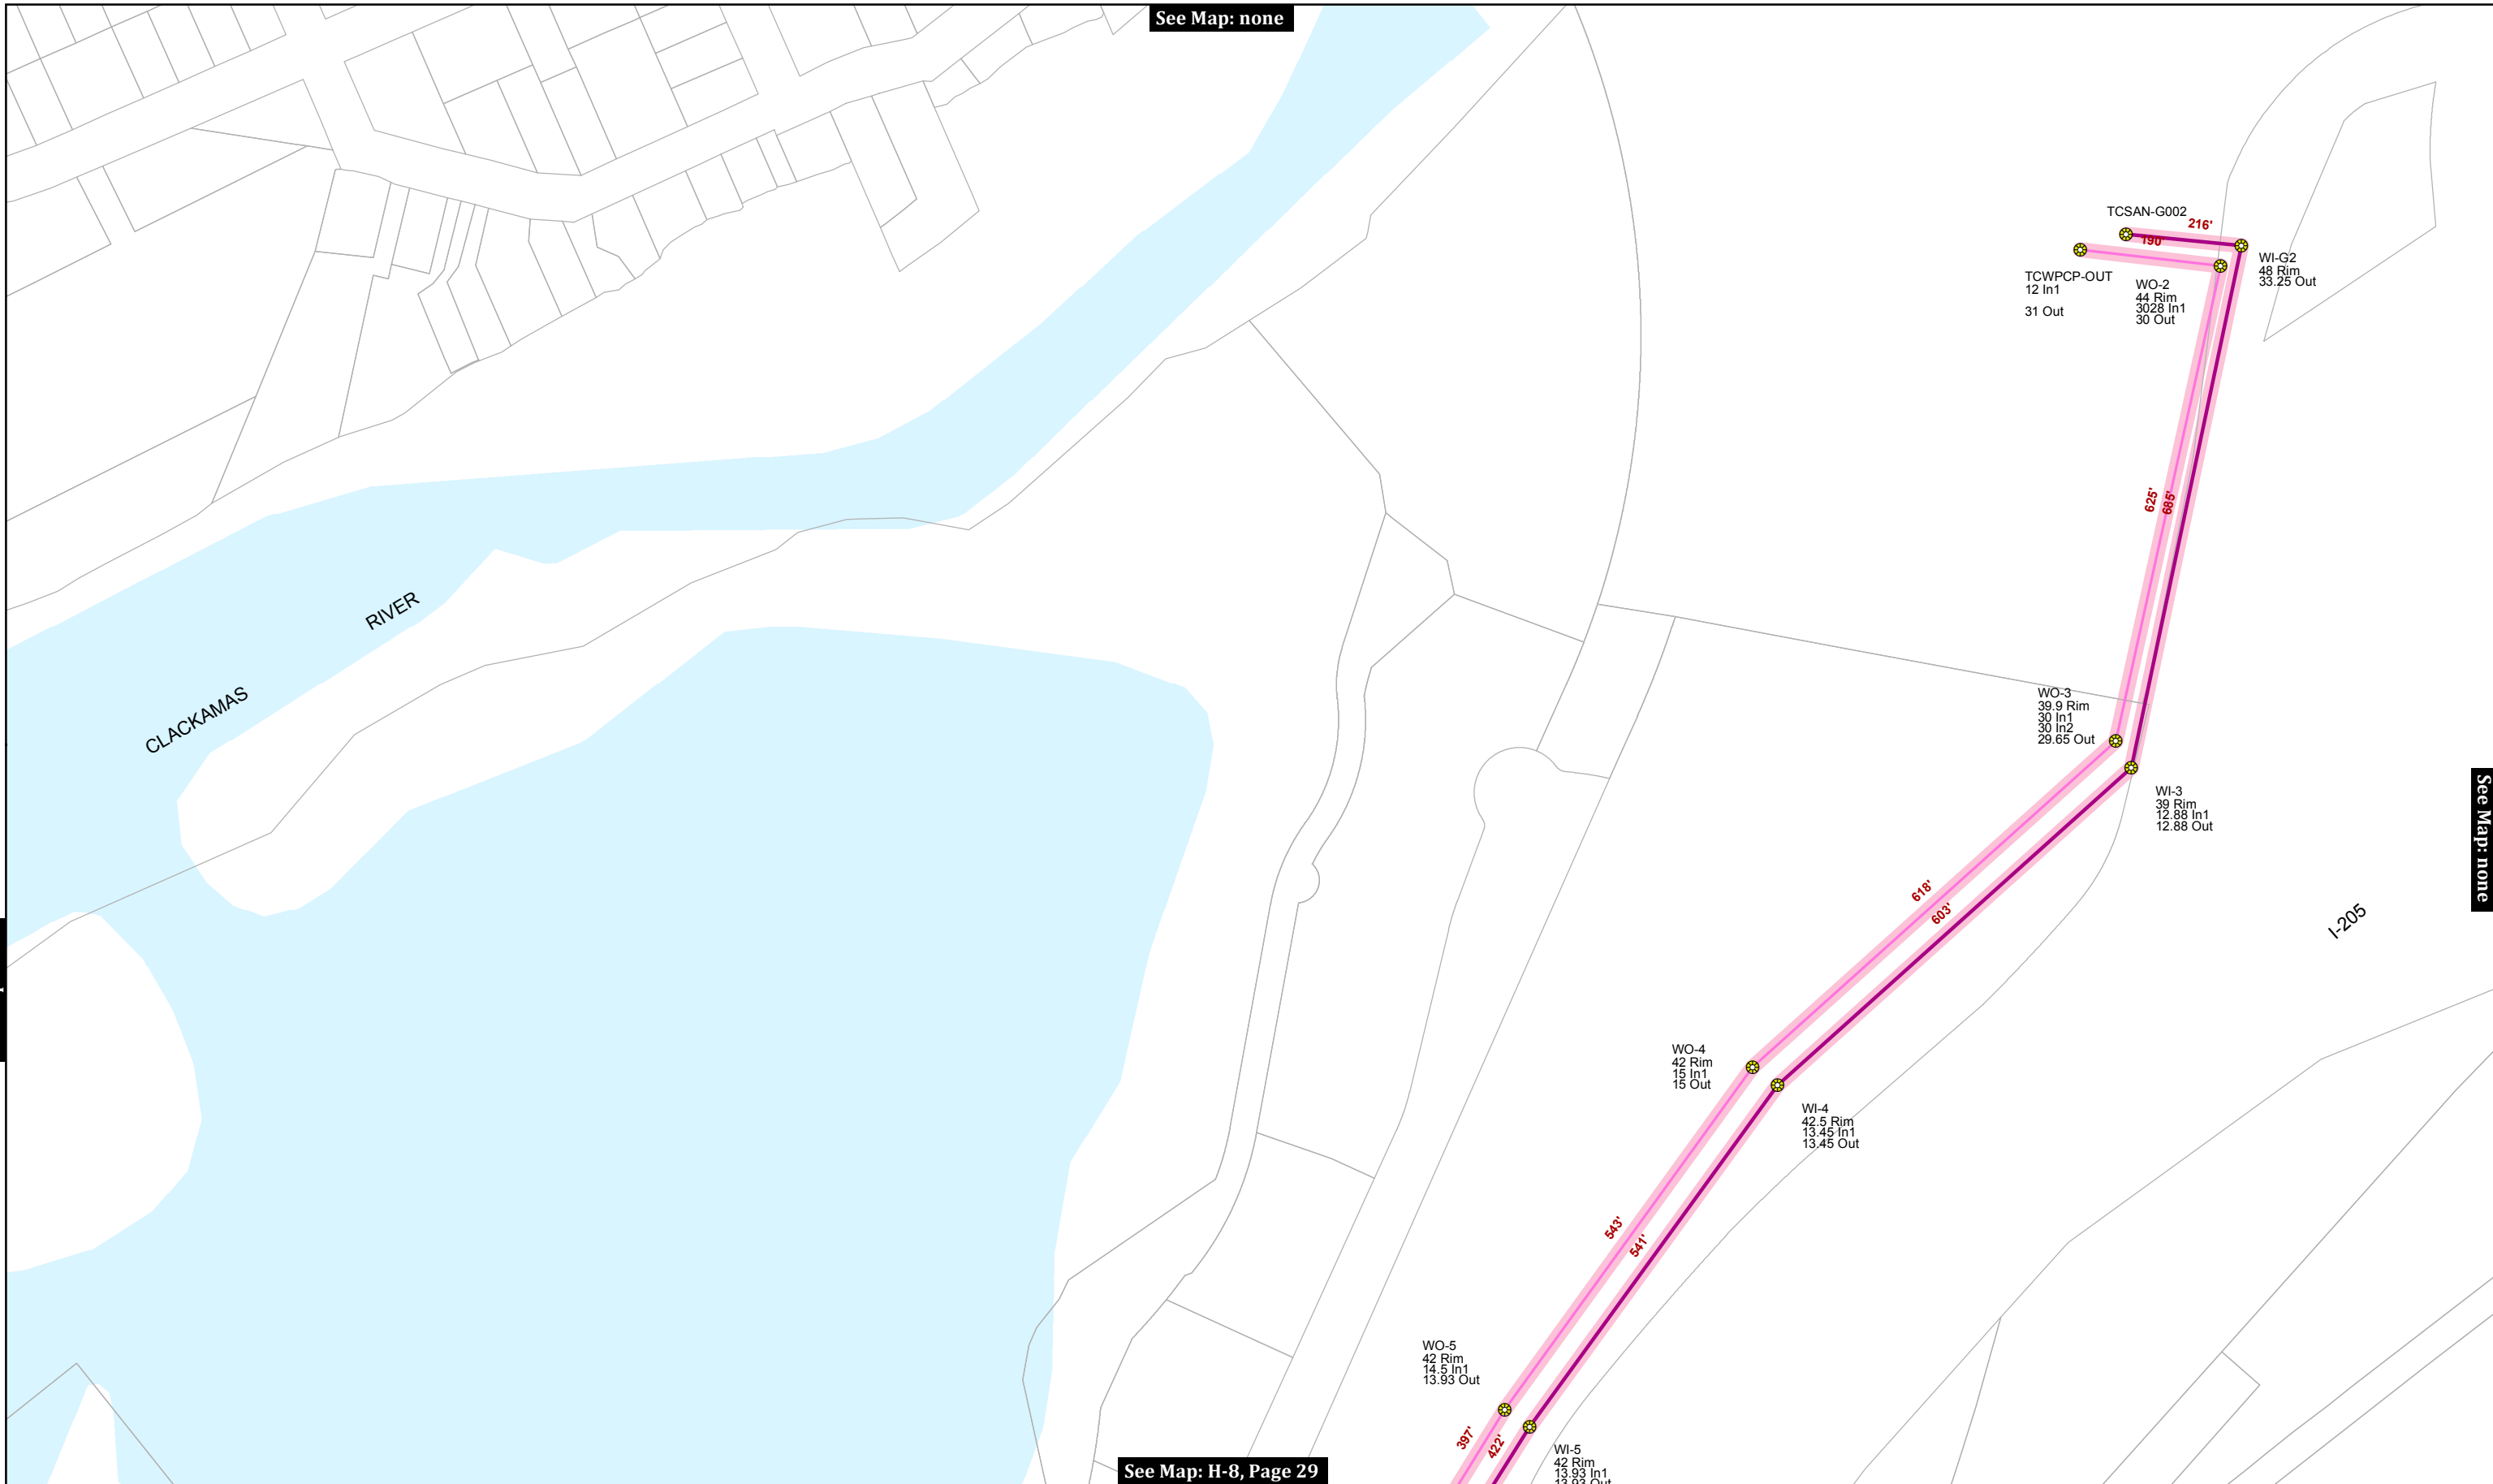 See Map: none
TCSAN-G002
216'
190'
WI-G2
48 Rim
33.25 Out
TCWPCP-OUT
12 In1
31 Out
WO-2
44 Rim
3028 In1
30 Out
625'
685'
RIVER
CLACKAMAS
WO-3
39.9 Rim
30 In1
30 In2
29.65 Out
WI-3
39 Rim
12.88 In1
12.88 Out
See Map: none
618'
603'
I-205
WO-4
42 Rim
15 In1
15 Out
WI-4
42.5 Rim
13.45 In1
13.45 Out
543'
541'
WO-5
42 Rim
14.5 In1
13.93 Out
397'
422'
WI-5
42 Rim
13.93 In1
13.93 Out
See Map: H-8, Page 29